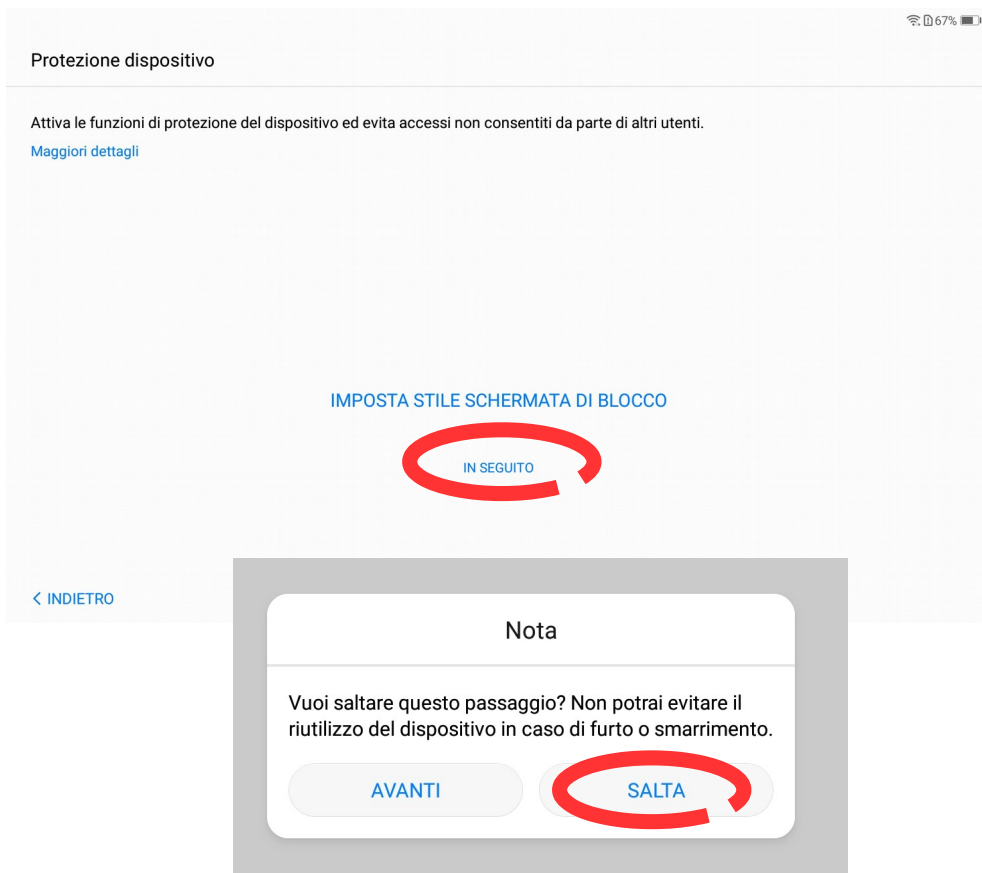 67%
Protezione dispositivo
Attiva le funzioni di protezione del dispositivo ed evita accessi non consentiti da parte di altri utenti.
Maggiori dettagli
IMPOSTA STILE SCHERMATA DI BLOCCO
IN SEGUITO
< INDIETRO
Nota
Vuoi saltare questo passaggio? Non potrai evitare il
riutilizzo del dispositivo in caso di furto o smarrimento.
AVANTI
SALTA